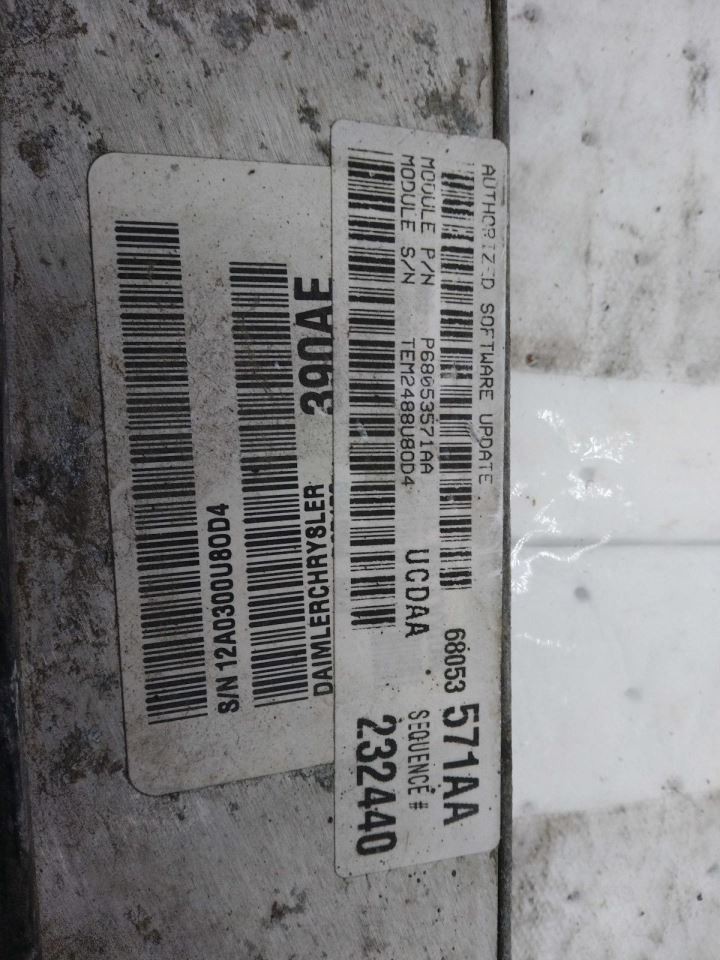 AUTHORIZED SOFTWARE UPDATE
MODULE P/N P68053571AA
MODULE S/N TEM2488U80D4
UCDAA
68053
571AA
SEQUENCE #
232440
390AE
DAIMLERCHRYSLER
S/N 12A0300U80D4